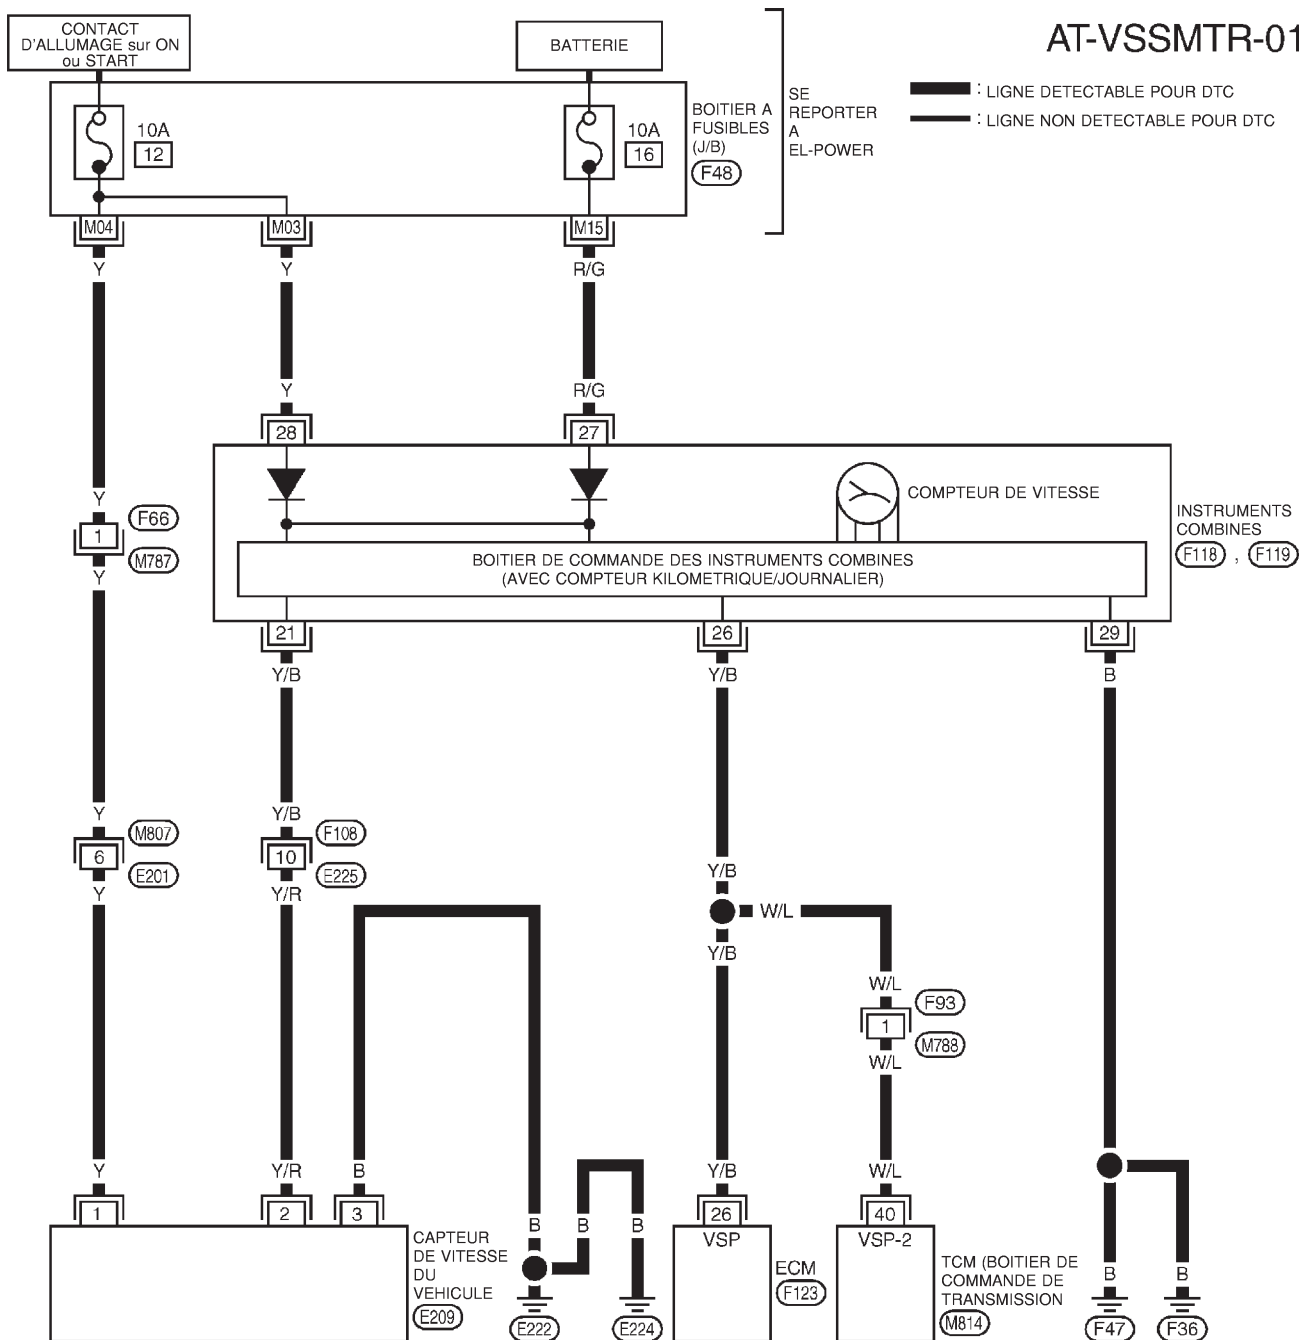 AT-VSSMTR-01
CONTACT
D'ALLUMAGE sur ON
ou START
BATTERIE
: LIGNE DETECTABLE POUR DTC
: LIGNE NON DETECTABLE POUR DTC
10A
12
10A
16
BOITIER A
FUSIBLES
(J/B)
F48
SE
REPORTER
A
EL-POWER
M04
M03
M15
Y
Y
R/G
Y
R/G
28
27
COMPTEUR DE VITESSE
Y
1
F66
M787
Y
BOITIER DE COMMANDE DES INSTRUMENTS COMBINES
(AVEC COMPTEUR KILOMETRIQUE/JOURNALIER)
INSTRUMENTS
COMBINES
F118 , F119
21
26
29
Y/B
Y/B
B
Y
Y/B
M807
F108
6
10
E201
E225
Y
Y/R
Y/B
W/L
Y/B
W/L
F93
1
M788
W/L
Y
Y/R
B
Y/B
W/L
1
2
3
26
40
B
B
B
VSP
VSP-2
CAPTEUR
DE VITESSE
DU
VEHICULE
E209
ECM
F123
TCM (BOITIER DE
COMMANDE DE
TRANSMISSION
M814
B
B
E222
E224
F47
F36